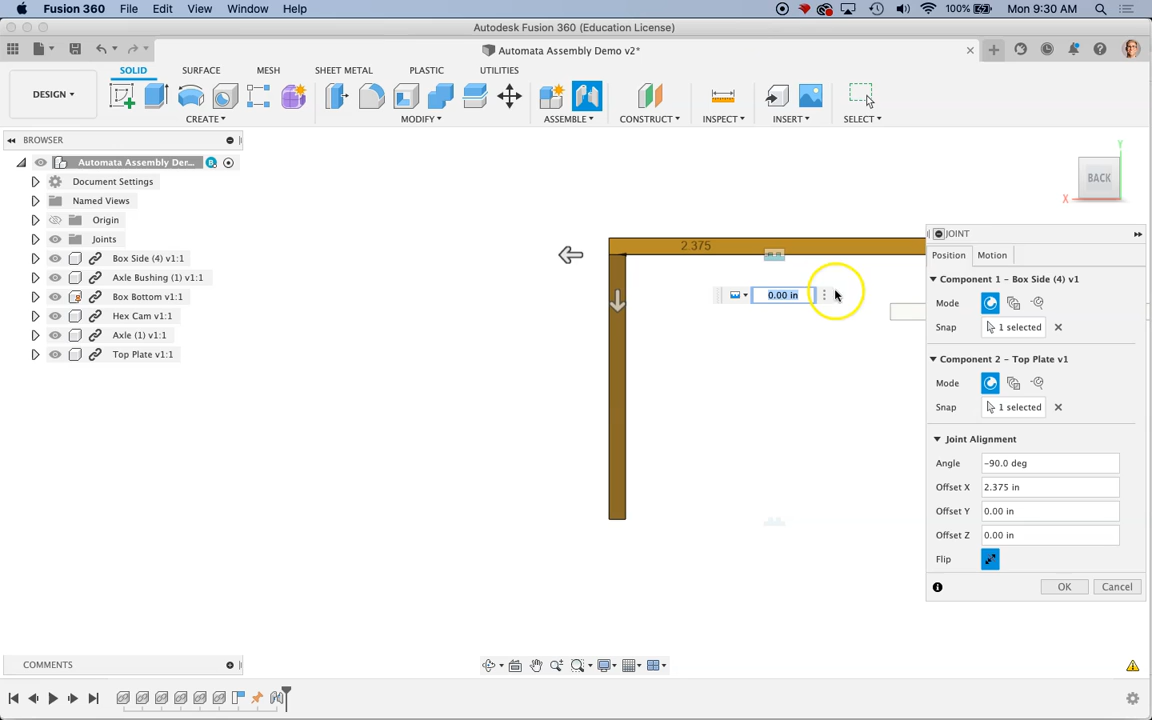 Fusion 360 File Edit View Window Help 100% Mon 9:30 AM
Autodesk Fusion 360 (Education License)
Automata Assembly Demo v2*
SOLID SURFACE MESH SHEET METAL PLASTIC UTILITIES
DESIGN
CREATE MODIFY ASSEMBLE CONSTRUCT INSPECT INSERT SELECT
BROWSER
Automata Assembly Der...
Document Settings
Named Views
Origin
Joints
Box Side (4) v1:1
Axle Bushing (1) v1:1
Box Bottom v1:1
Hex Cam v1:1
Axle (1) v1:1
Top Plate v1:1
Y
BACK
X
2.375
0.00 in
JOINT
Position Motion
Component 1 - Box Side (4) v1
Mode
Snap 1 selected
Component 2 - Top Plate v1
Mode
Snap 1 selected
Joint Alignment
Angle -90.0 deg
Offset X 2.375 in
Offset Y 0.00 in
Offset Z 0.00 in
Flip
OK Cancel
COMMENTS